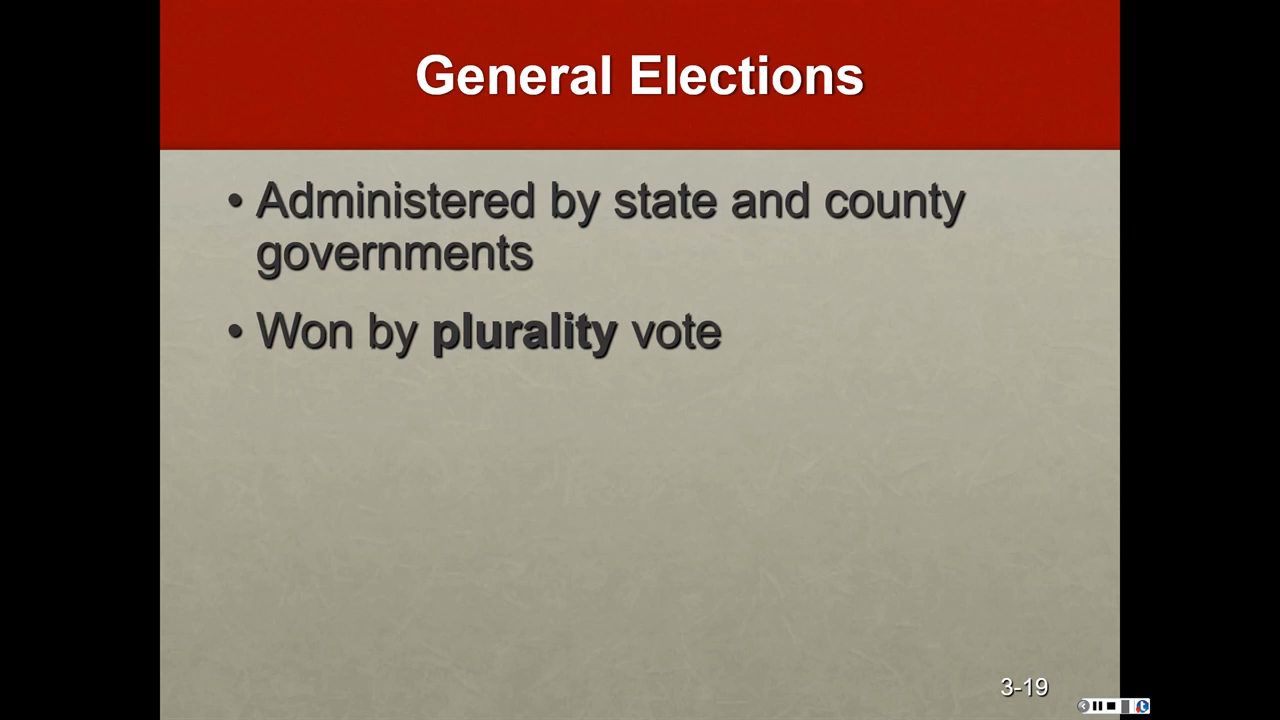 General Elections
• Administered by state and county
governments
• Won by plurality vote
3-19